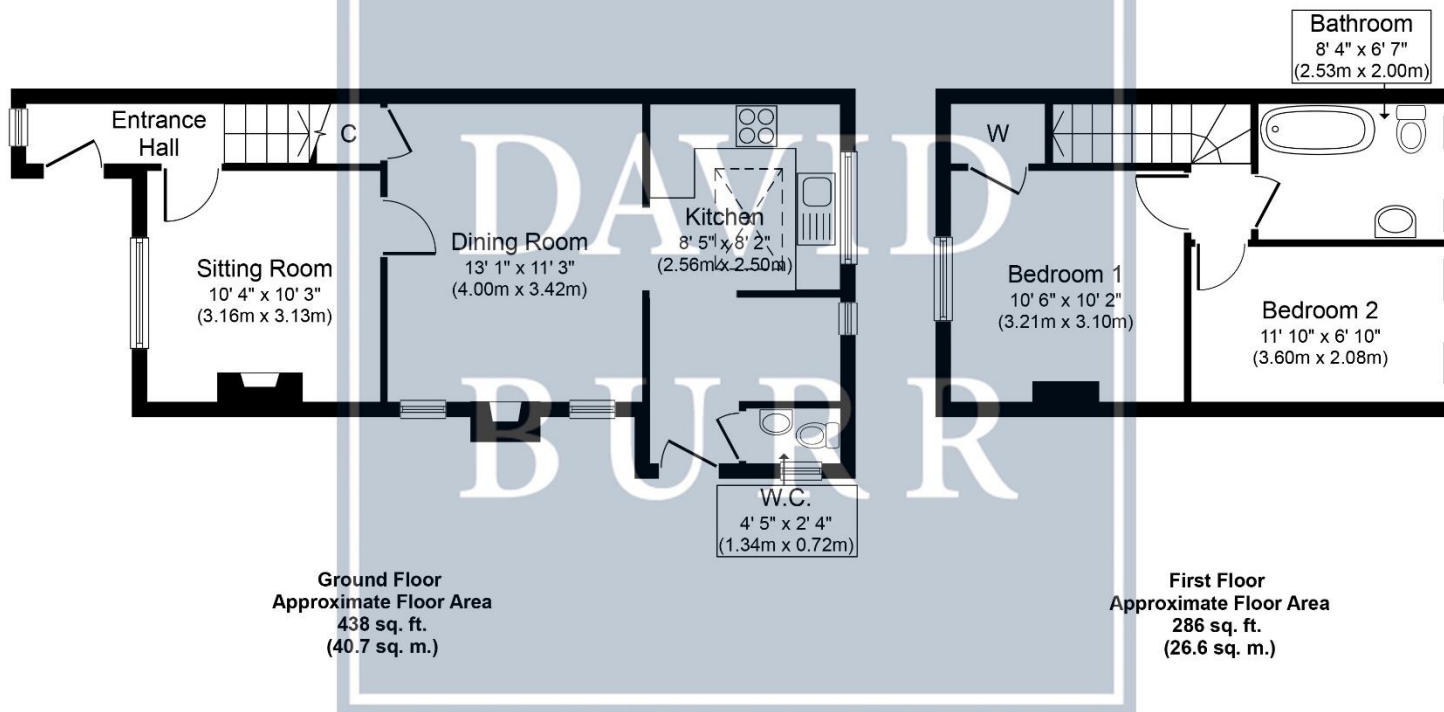 Entrance
Hall
C
Sitting Room
10' 4" x 10' 3"
(3.16m x 3.13m)
Dining Room
13' 1" x 11' 3"
(4.00m x 3.42m)
Kitchen
8' 5" x 8' 2"
(2.56m x 2.50m)
W.C.
4' 5" x 2' 4"
(1.34m x 0.72m)
Ground Floor
Approximate Floor Area
438 sq. ft.
(40.7 sq. m.)
DAVID
BURR
Bathroom
8' 4" x 6' 7"
(2.53m x 2.00m)
W
Bedroom 1
10' 6" x 10' 2"
(3.21m x 3.10m)
Bedroom 2
11' 10" x 6' 10"
(3.60m x 2.08m)
First Floor
Approximate Floor Area
286 sq. ft.
(26.6 sq. m.)